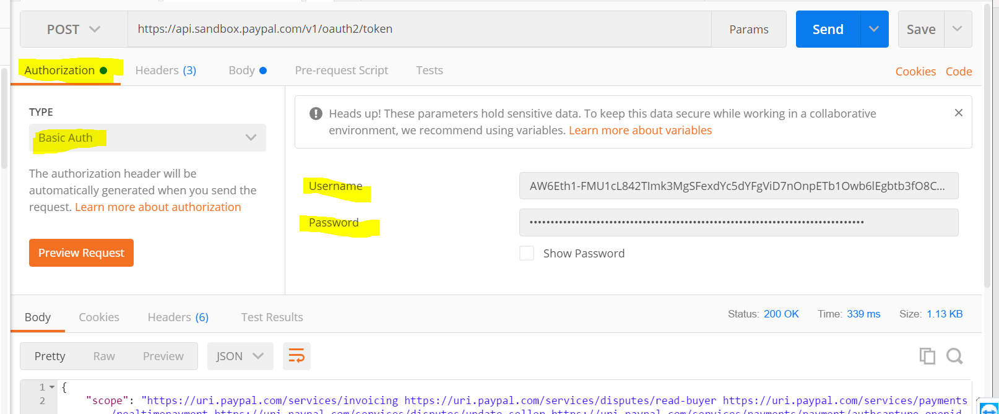 POST
https://api.sandbox.paypal.com/v1/oauth2/token
Params
Send
Save
Authorization
Headers (3)
Body
Pre-request Script
Tests
Cookies
Code
TYPE
Basic Auth
The authorization header will be
automatically generated when you send the
request. Learn more about authorization
Preview Request
Heads up! These parameters hold sensitive data. To keep this data secure while working in a collaborative
environment, we recommend using variables. Learn more about variables
Username
AW6Eth1-FMU1cL842TImk3MgSFexdYc5dYFgViD7nOnpETb1Owb6lEgbtb3fO8C...
Password
Show Password
Body
Cookies
Headers (6)
Test Results
Status: 200 OK
Time: 339 ms
Size: 1.13 KB
Pretty
Raw
Preview
JSON
1 {
2 "scope": "https://uri.paypal.com/services/invoicing https://uri.paypal.com/services/disputes/read-buyer https://uri.paypal.com/services/payments
/realtimepayment https://uri.paypal.com/services/disputes/update-seller https://uri.paypal.com/services/payments/payment/authcapture openid